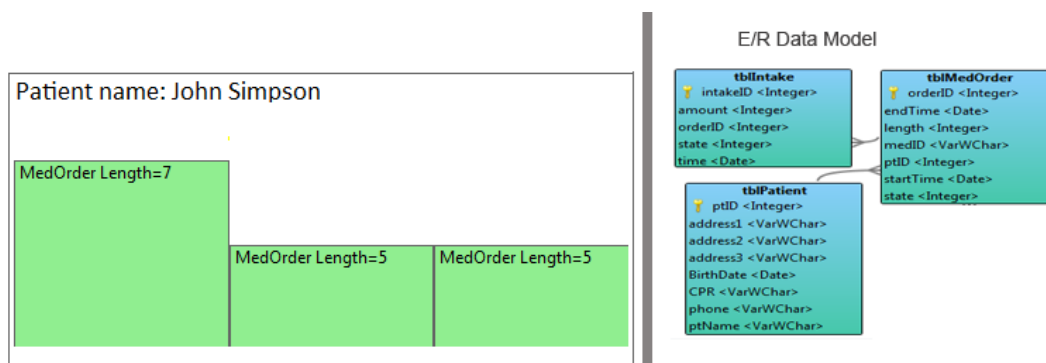 Patient name: John Simpson
MedOrder Length=7
MedOrder Length=5
MedOrder Length=5
E/R Data Model
tblIntake
intakeID <Integer>
amount <Integer>
orderID <Integer>
state <Integer>
time <Date>
tblMedOrder
orderID <Integer>
endTime <Date>
length <Integer>
medID <VarWChar>
ptID <Integer>
startTime <Date>
state <Integer>
tblPatient
ptID <Integer>
address1 <VarWChar>
address2 <VarWChar>
address3 <VarWChar>
BirthDate <Date>
CPR <VarWChar>
phone <VarWChar>
ptName <VarWChar>